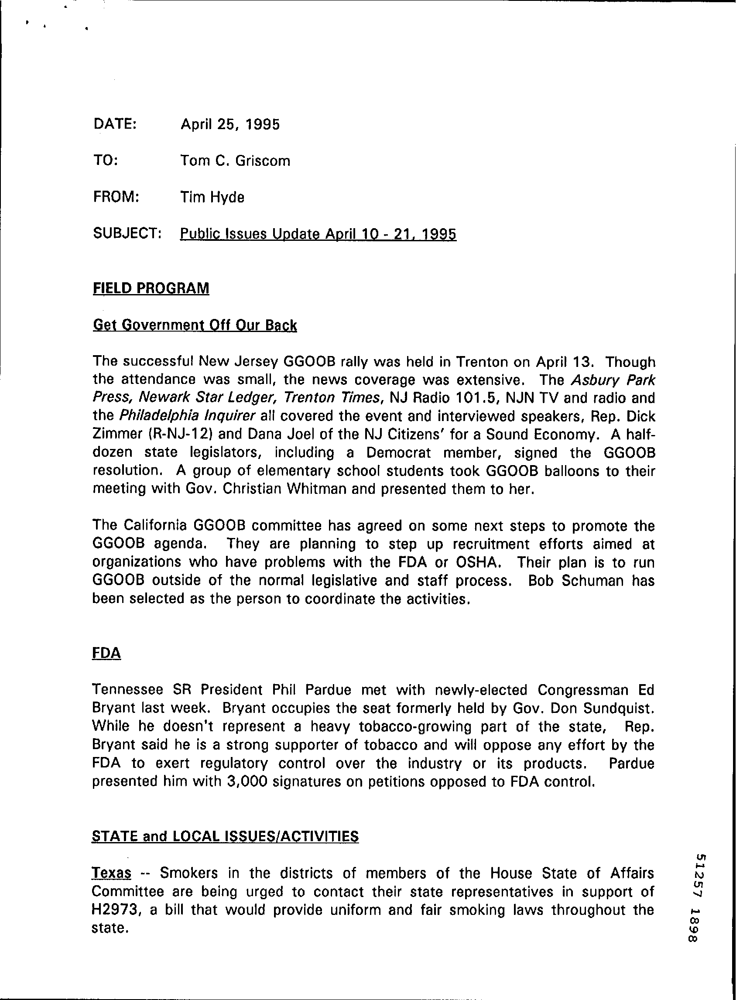 DATE: April 25, 1995
TO: Tom C. Griscom
FROM: Tim Hyde
SUBJECT: Public Issues Update April 10 - 21, 1995
FIELD PROGRAM
Get Government Off Our Back
The successful New Jersey GGOOB rally was held in Trenton on April 13. Though
the attendance was small, the news coverage was extensive. The Asbury Park
Press, Newark Star Ledger, Trenton Times, NJ Radio 101.5, NJN TV and radio and
the Philadelphia Inquirer all covered the event and interviewed speakers, Rep. Dick
Zimmer (R-NJ-12) and Dana Joel of the NJ Citizens' for a Sound Economy. A half-
dozen state legislators, including a Democrat member, signed the GGOOB
resolution. A group of elementary school students took GGOOB balloons to their
meeting with Gov. Christian Whitman and presented them to her.
The California GGOOB committee has agreed on some next steps to promote the
GGOOB agenda. They are planning to step up recruitment efforts aimed at
organizations who have problems with the FDA or OSHA. Their plan is to run
GGOOB outside of the normal legislative and staff process. Bob Schuman has
been selected as the person to coordinate the activities.
FDA
Tennessee SR President Phil Pardue met with newly-elected Congressman Ed
Bryant last week. Bryant occupies the seat formerly held by Gov. Don Sundquist.
While he doesn't represent a heavy tobacco-growing part of the state, Rep.
Bryant said he is a strong supporter of tobacco and will oppose any effort by the
FDA to exert regulatory control over the industry or its products. Pardue
presented him with 3,000 signatures on petitions opposed to FDA control.
STATE and LOCAL ISSUES/ACTIVITIES
Texas -- Smokers in the districts of members of the House State of Affairs
Committee are being urged to contact their state representatives in support of
H2973, a bill that would provide uniform and fair smoking laws throughout the
state.
51257 1898